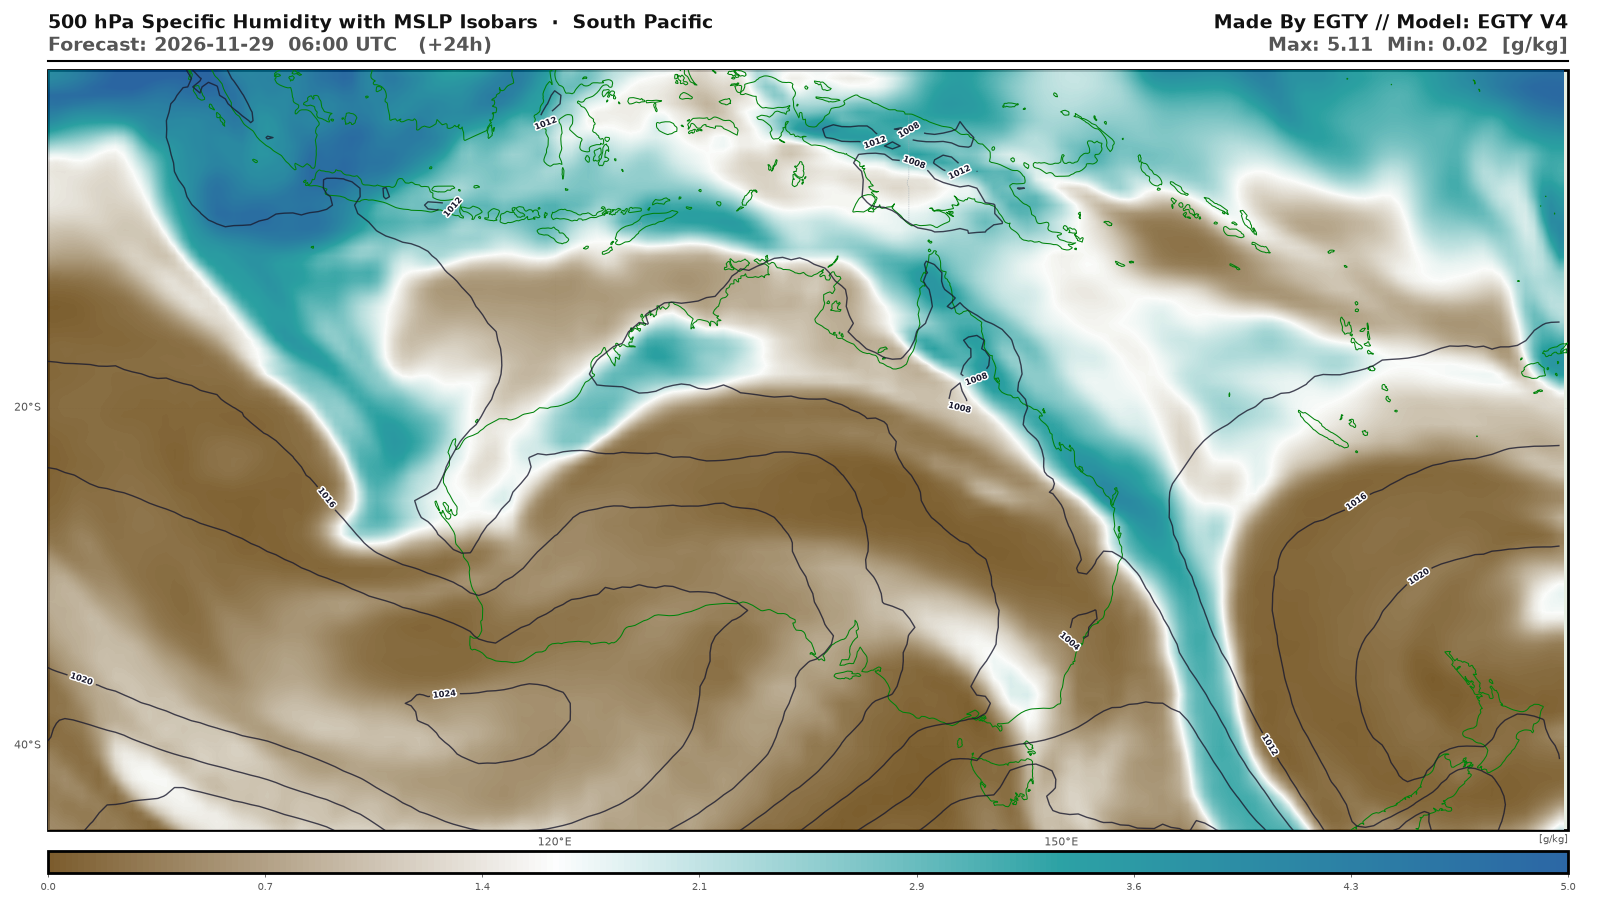 500 hPa Specific Humidity with MSLP Isobars · South Pacific
Made By EGTY // Model: EGTY V4
Forecast: 2026-11-29 06:00 UTC (+24h)
Max: 5.11 Min: 0.02 [g/kg]
1012
1008
1012
1008
1012
1012
1008
20°S
1008
1016
1016
1020
1004
1020
1024
40°S
1012
120°E
150°E
[g/kg]
0.0
0.7
1.4
2.1
2.9
3.6
4.3
5.0